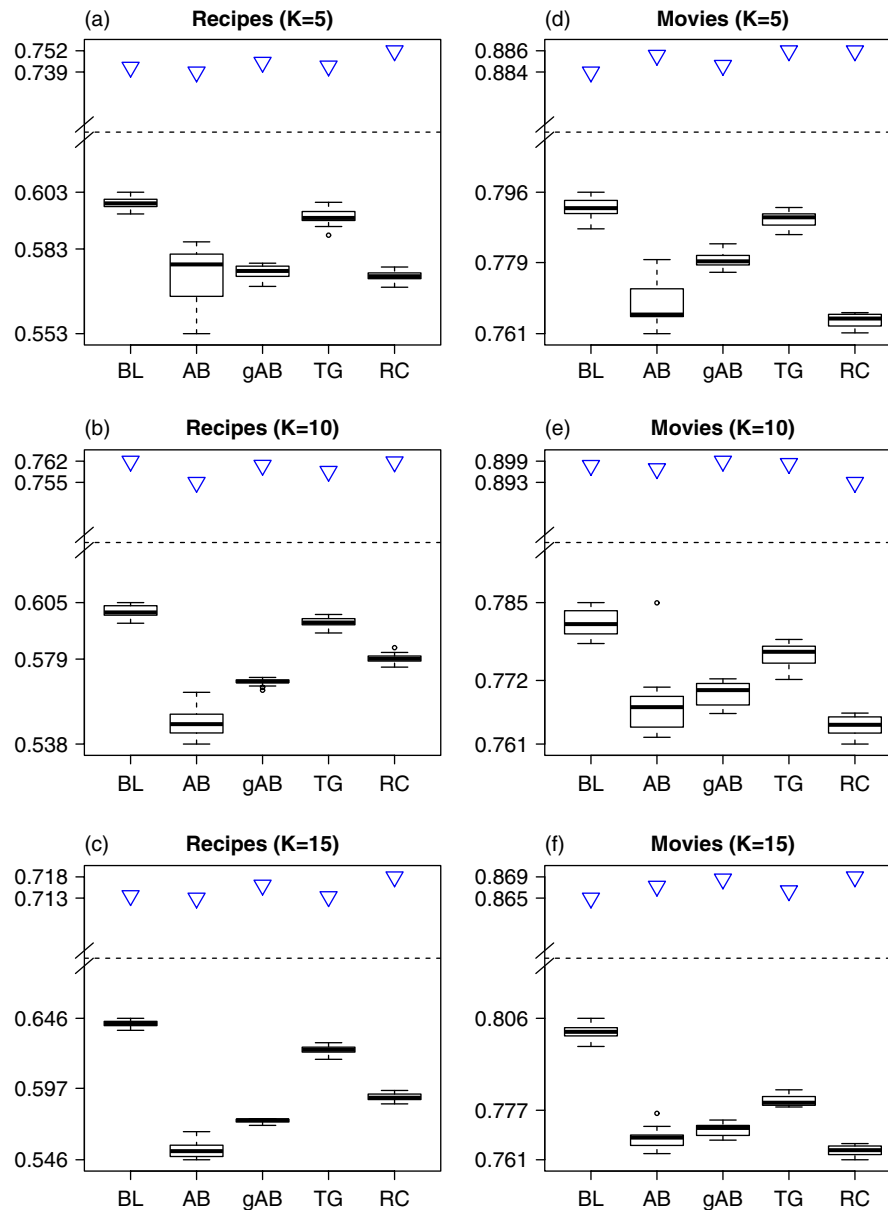 (a) Recipes (K=5)
0.752
0.739
0.603
0.583
0.553
BL AB gAB TG RC
(d) Movies (K=5)
0.886
0.884
0.796
0.779
0.761
BL AB gAB TG RC
(b) Recipes (K=10)
0.762
0.755
0.605
0.579
0.538
BL AB gAB TG RC
(e) Movies (K=10)
0.899
0.893
0.785
0.772
0.761
BL AB gAB TG RC
(c) Recipes (K=15)
0.718
0.713
0.646
0.597
0.546
BL AB gAB TG RC
(f) Movies (K=15)
0.869
0.865
0.806
0.777
0.761
BL AB gAB TG RC